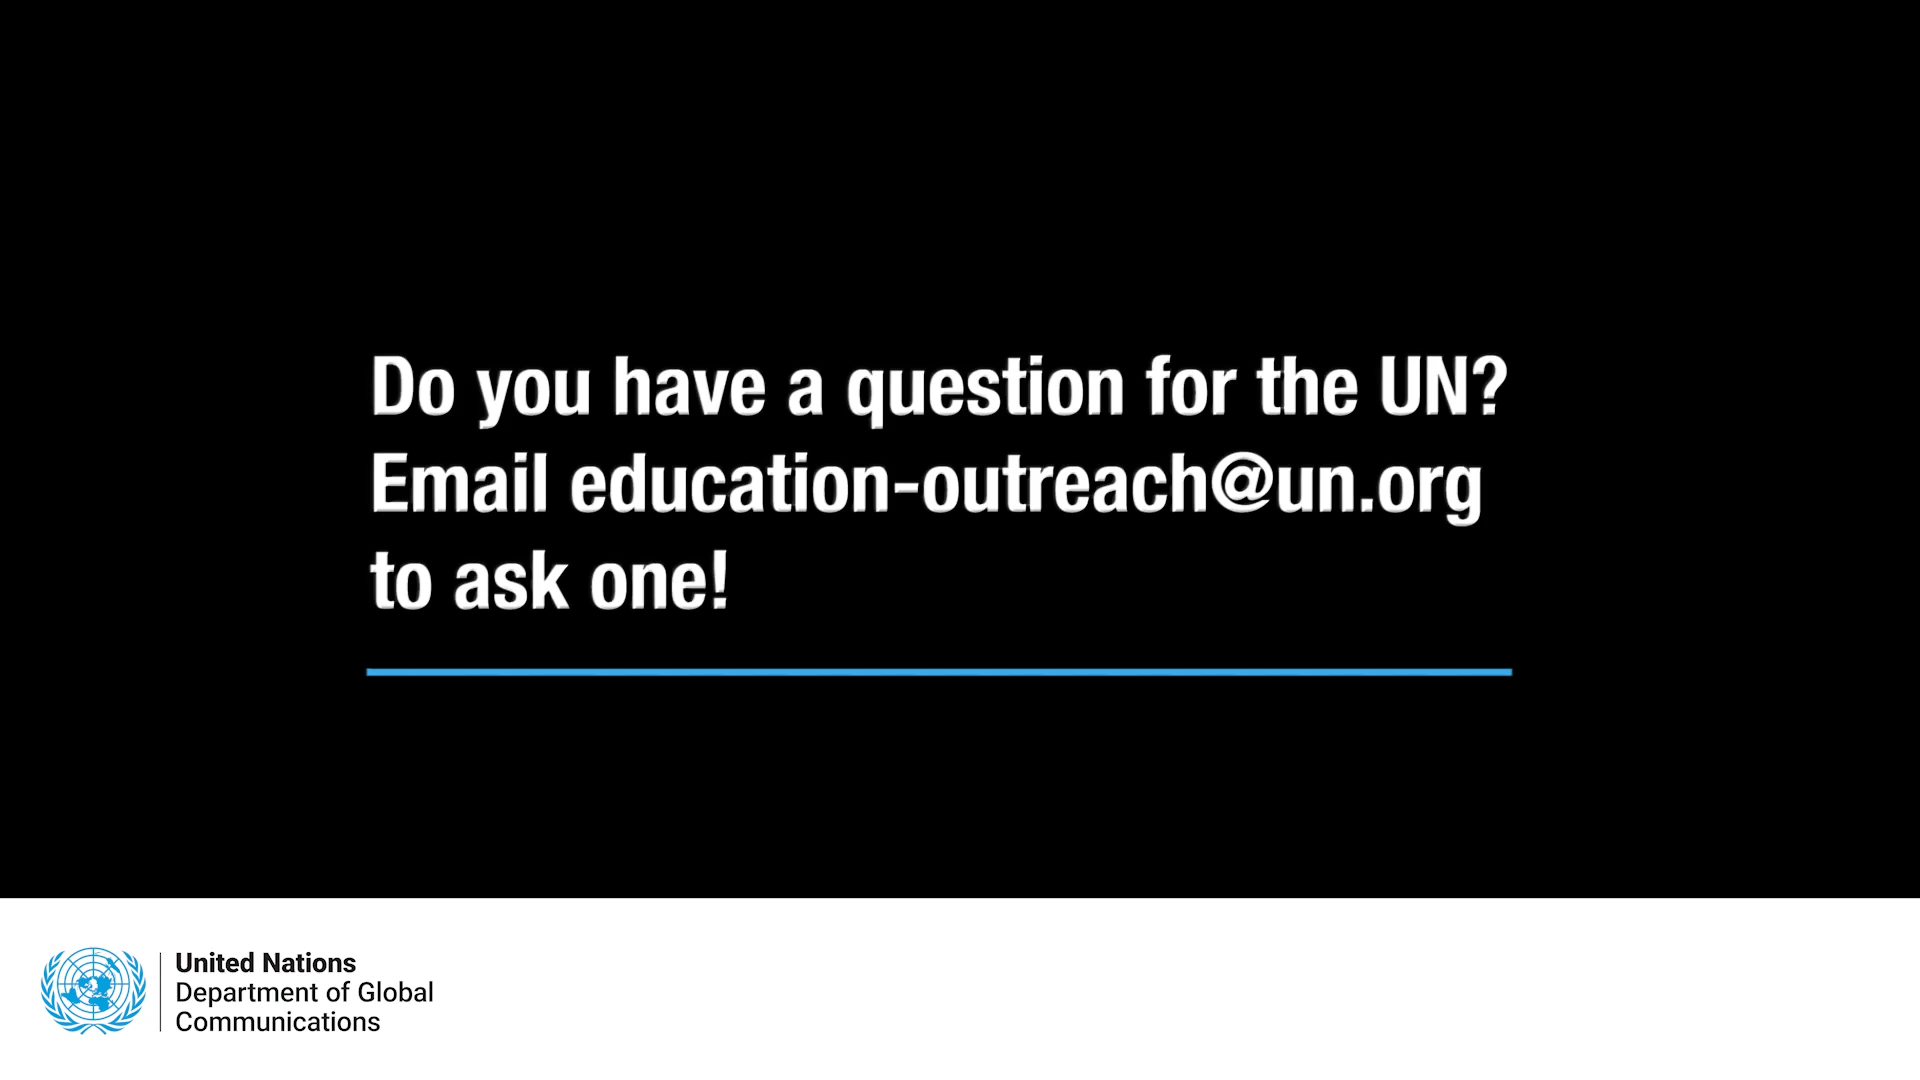 Do you have a question for the UN?
Email education-outreach@un.org
to ask one!
United Nations
Department of Global
Communications